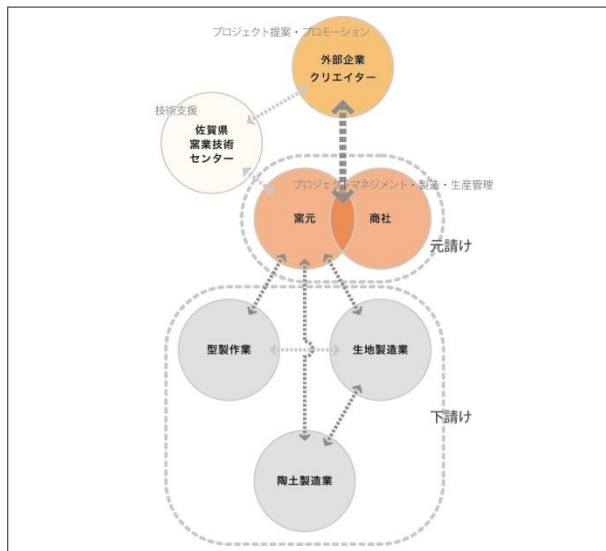 プロジェクト提案・プロモーション
外部企業
クリエイター
技術支援
佐賀県
窯業技術
センター
プロジェクトマネジメント・製造・生産管理
窯元
商社
元請け
型製作業
生地製造業
下請け
陶土製造業